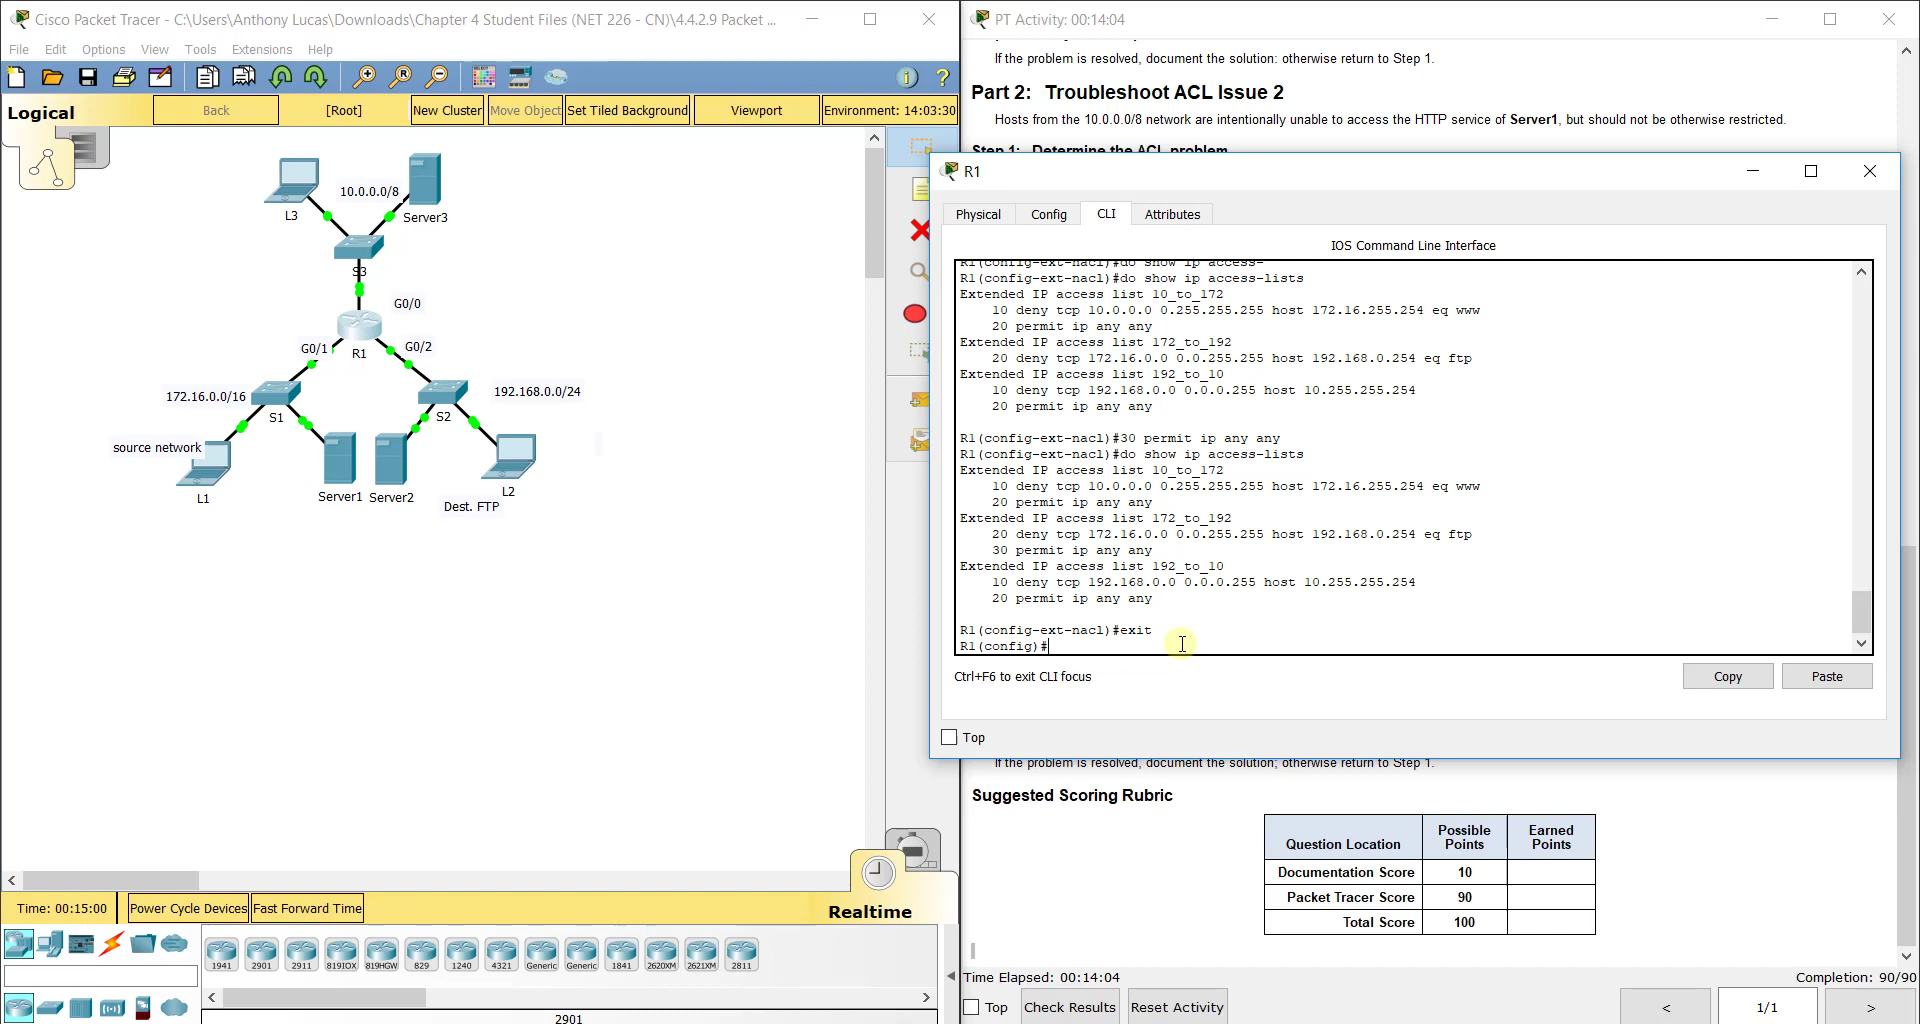 Cisco Packet Tracer - C:\Users\Anthony Lucas\Downloads\Chapter 4 Student Files (NET 226 - CN)\4.4.2.9 Packet ...
File Edit Options View Tools Extensions Help
Logical Back [Root] New Cluster Move Object Set Tiled Background Viewport Environment: 14:03:30
10.0.0.0/8
L3
Server3
S3
G0/0
G0/1
R1
G0/2
172.16.0.0/16
S1
192.168.0.0/24
S2
source network
L1
Server1
Server2
L2
Dest. FTP
Time: 00:15:00 Power Cycle Devices Fast Forward Time
Realtime
1941 2901 2911 819IOX 819HGW 829 1240 4321 Generic Generic 1841 2620XM 2621XM 2811
2901
PT Activity: 00:14:04
If the problem is resolved, document the solution: otherwise return to Step 1.
Part 2: Troubleshoot ACL Issue 2
Hosts from the 10.0.0.0/8 network are intentionally unable to access the HTTP service of Server1, but should not be otherwise restricted.
Step 1: Determine the ACL problem
R1
Physical Config CLI Attributes
IOS Command Line Interface
R1(config-ext-nacl)#do show ip access-
R1(config-ext-nacl)#do show ip access-lists
Extended IP access list 10_to_172
10 deny tcp 10.0.0.0 0.255.255.255 host 172.16.255.254 eq www
20 permit ip any any
Extended IP access list 172_to_192
20 deny tcp 172.16.0.0 0.0.255.255 host 192.168.0.254 eq ftp
Extended IP access list 192_to_10
10 deny tcp 192.168.0.0 0.0.0.255 host 10.255.255.254
20 permit ip any any
R1(config-ext-nacl)#30 permit ip any any
R1(config-ext-nacl)#do show ip access-lists
Extended IP access list 10_to_172
10 deny tcp 10.0.0.0 0.255.255.255 host 172.16.255.254 eq www
20 permit ip any any
Extended IP access list 172_to_192
20 deny tcp 172.16.0.0 0.0.255.255 host 192.168.0.254 eq ftp
30 permit ip any any
Extended IP access list 192_to_10
10 deny tcp 192.168.0.0 0.0.0.255 host 10.255.255.254
20 permit ip any any
R1(config-ext-nacl)#exit
R1(config)#
Ctrl+F6 to exit CLI focus
Copy Paste
Top
If the problem is resolved, document the solution; otherwise return to Step 1.
Suggested Scoring Rubric
Question Location Possible Points Earned Points
Documentation Score 10
Packet Tracer Score 90
Total Score 100
Time Elapsed: 00:14:04 Completion: 90/90
Top Check Results Reset Activity < 1/1 >